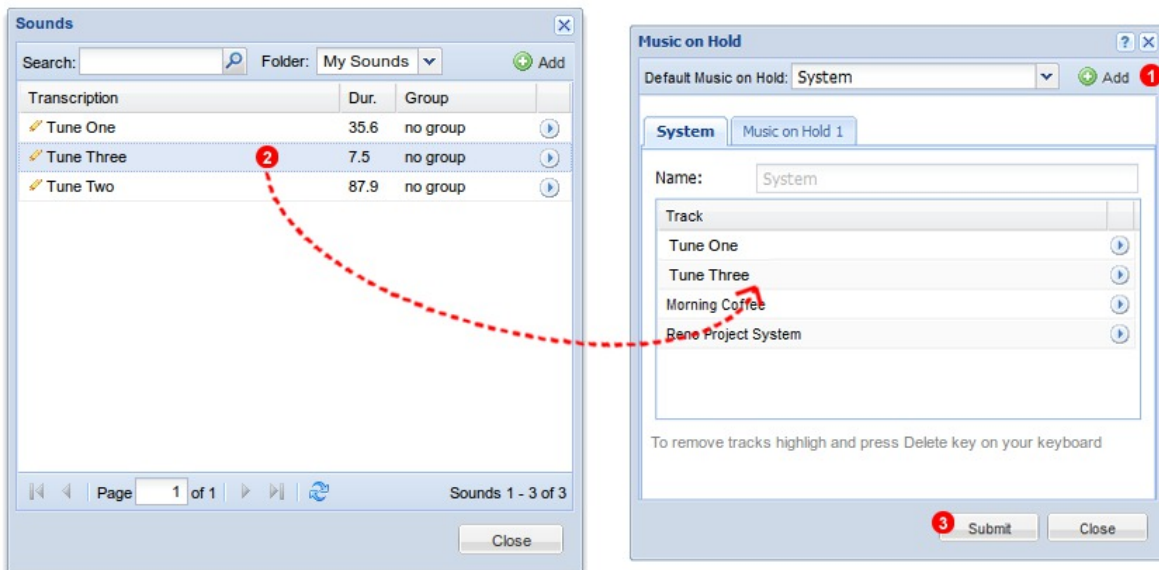 Sounds
Search: Folder: My Sounds Add
Transcription Dur. Group
Tune One 35.6 no group
Tune Three 2 7.5 no group
Tune Two 87.9 no group
Page 1 of 1 Sounds 1 - 3 of 3
Close
Music on Hold ?
Default Music on Hold: System Add 1
System Music on Hold 1
Name: System
Track
Tune One
Tune Three
Morning Coffee
Reno Project System
To remove tracks highligh and press Delete key on your keyboard
3 Submit Close